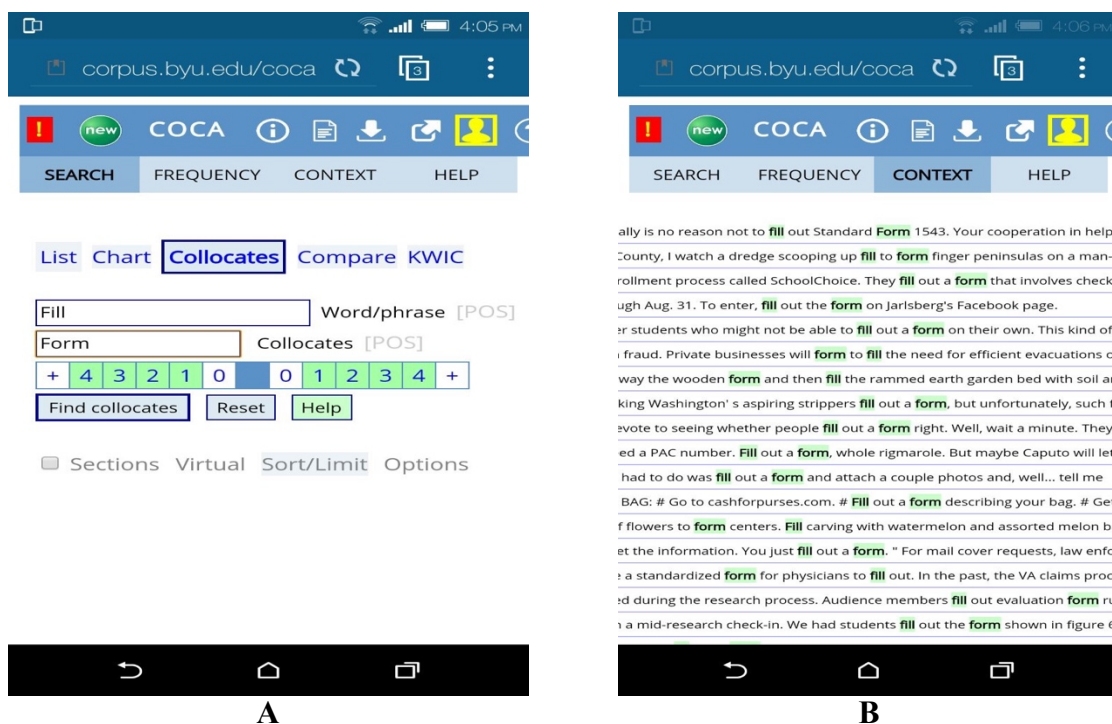 4:05 PM
corpus.byu.edu/coca 3
! new COCA
SEARCH FREQUENCY CONTEXT HELP
List Chart Collocates Compare KWIC
Fill Word/phrase [POS]
Form Collocates [POS]
+ 4 3 2 1 0 0 1 2 3 4 +
Find collocates Reset Help
Sections Virtual Sort/Limit Options
A
4:06 PM
corpus.byu.edu/coca 3
! new COCA
SEARCH FREQUENCY CONTEXT HELP
ally is no reason not to fill out Standard Form 1543. Your cooperation in help
County, I watch a dredge scooping up fill to form finger peninsulas on a man-
rollment process called SchoolChoice. They fill out a form that involves check
ugh Aug. 31. To enter, fill out the form on Jarlsberg's Facebook page.
er students who might not be able to fill out a form on their own. This kind of
fraud. Private businesses will form to fill the need for efficient evacuations
way the wooden form and then fill the rammed earth garden bed with soil
king Washington' s aspiring strippers fill out a form, but unfortunately, such
evote to seeing whether people fill out a form right. Well, wait a minute. They
ed a PAC number. Fill out a form, whole rigmarole. But maybe Caputo will let
had to do was fill out a form and attach a couple photos and, well... tell me
BAG: # Go to cashforpurses.com. # Fill out a form describing your bag. #
f flowers to form centers. Fill carving with watermelon and assorted melon b
et the information. You just fill out a form. " For mail cover requests, law enfo
a standardized form for physicians to fill out. In the past, the VA claims proc
ed during the research process. Audience members fill out evaluation form ru
a mid-research check-in. We had students fill out the form shown in figure
B